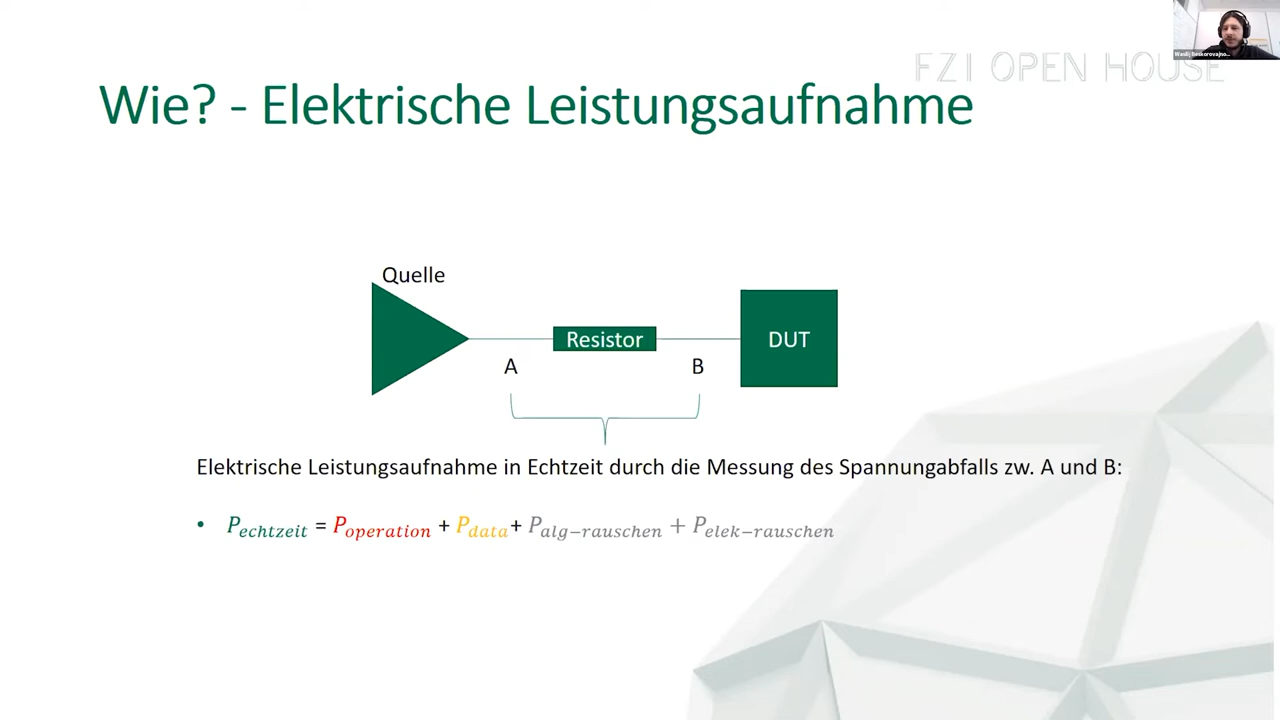 FZI OPEN HOUSE
Wie? - Elektrische Leistungsaufnahme
Quelle
Resistor
DUT
A
B
Elektrische Leistungsaufnahme in Echtzeit durch die Messung des Spannungabfalls zw. A und B:
• P_echtzeit = P_operation + P_data + P_alg−rauschen + P_elek−rauschen